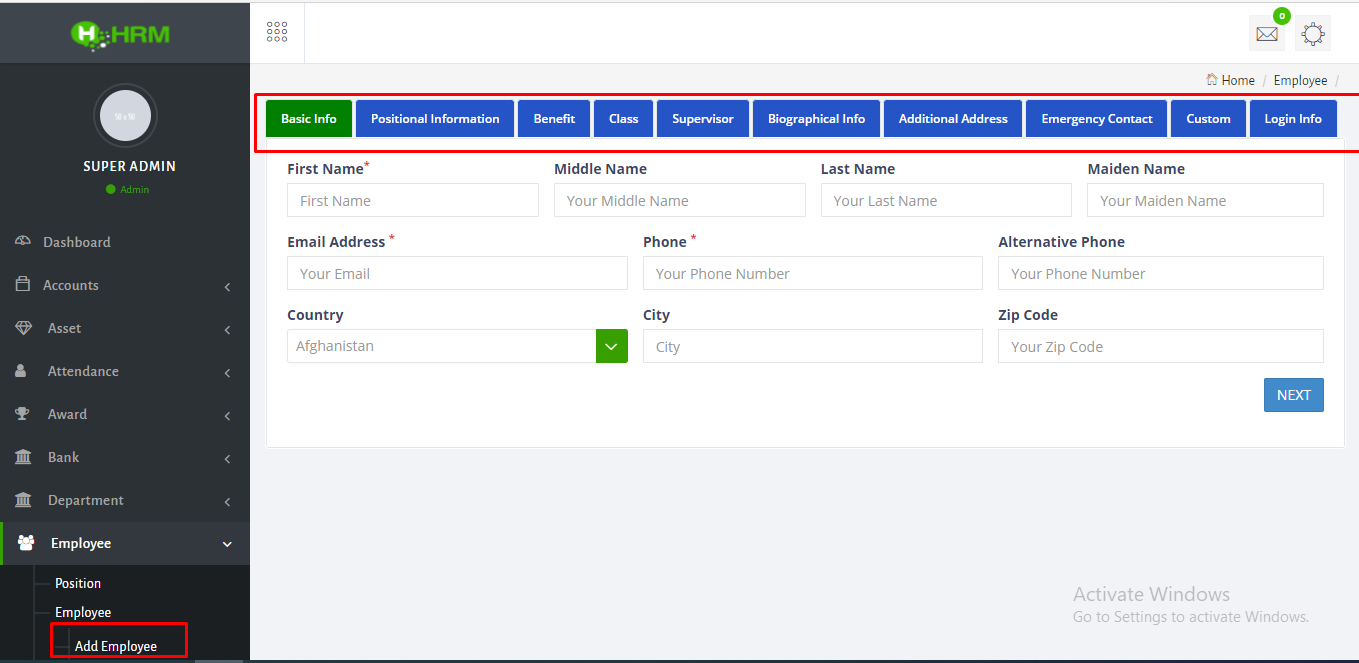 HHRM
0
Home / Employee /
Basic Info Positional Information Benefit Class Supervisor Biographical Info Additional Address Emergency Contact Custom Login Info
SUPER ADMIN
Admin
First Name* Middle Name Last Name Maiden Name
First Name Your Middle Name Your Last Name Your Maiden Name
Email Address * Phone * Alternative Phone
Your Email Your Phone Number Your Phone Number
Country City Zip Code
Afghanistan City Your Zip Code
NEXT
Dashboard
Accounts
Asset
Attendance
Award
Bank
Department
Employee
Position
Employee
Add Employee
Activate Windows
Go to Settings to activate Windows.